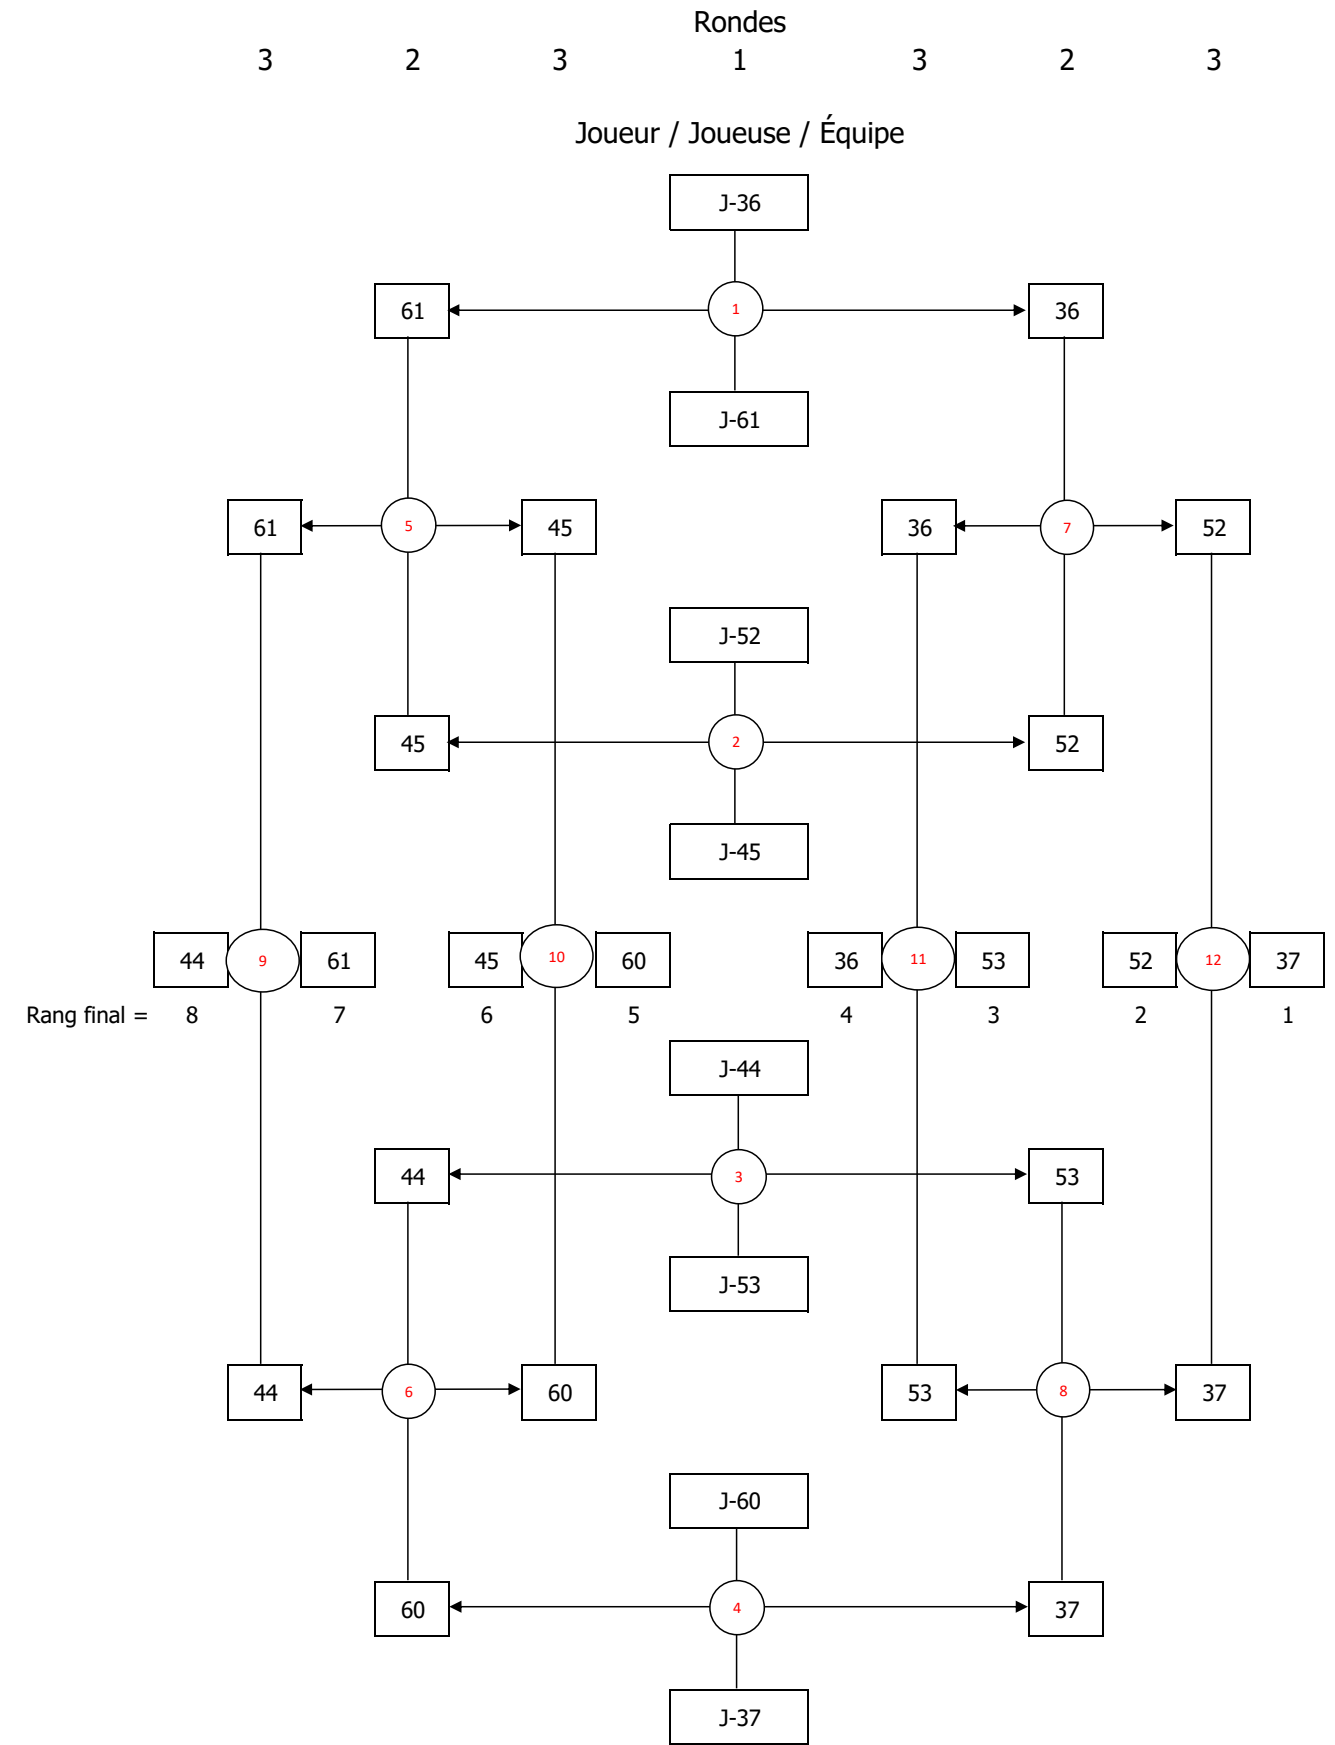 Rondes
3 2 3 1 3 2 3
Joueur / Joueuse / Équipe
J-36
61 1 36
J-61
61 5 45 36 7 52
J-52
45 2 52
J-45
44 9 61 45 10 60 36 11 53 52 12 37
Rang final = 8 7 6 5 4 3 2 1
J-44
44 3 53
J-53
44 6 60 53 8 37
J-60
60 4 37
J-37